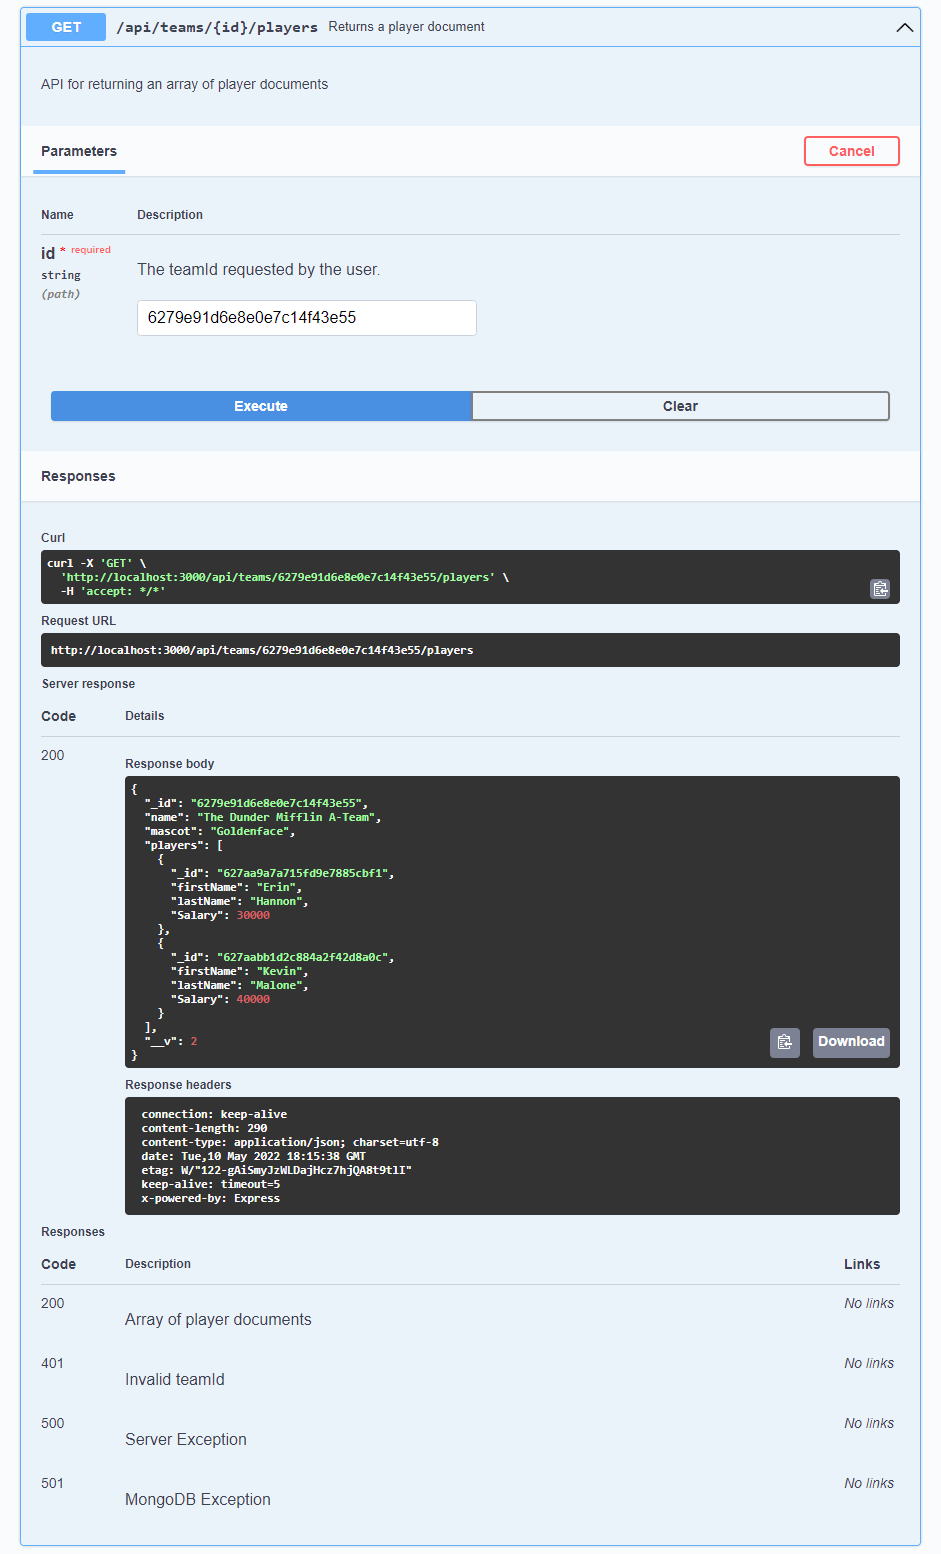 GET /api/teams/{id}/players Returns a player document
API for returning an array of player documents
Parameters
Cancel
Name Description
id * required
string
(path)
The teamId requested by the user.
6279e91d6e8e0e7c14f43e55
Execute Clear
Responses
Curl
curl -X 'GET' \
'http://localhost:3000/api/teams/6279e91d6e8e0e7c14f43e55/players' \
-H 'accept: */*'
Request URL
http://localhost:3000/api/teams/6279e91d6e8e0e7c14f43e55/players
Server response
Code Details
200
Response body
{
"_id": "6279e91d6e8e0e7c14f43e55",
"name": "The Dunder Mifflin A-Team",
"mascot": "Goldenface",
"players": [
{
"_id": "627aa9a7a715fd9e7885cbf1",
"firstName": "Erin",
"lastName": "Hannon",
"Salary": 30000
},
{
"_id": "627aabb1d2c884a2f42d8a0c",
"firstName": "Kevin",
"lastName": "Malone",
"Salary": 40000
}
],
"__v": 2
}
Download
Response headers
connection: keep-alive
content-length: 290
content-type: application/json; charset=utf-8
date: Tue,10 May 2022 18:15:38 GMT
etag: W/"122-gAiSmyJzWLDajHcz7hjQA8t9tlI"
keep-alive: timeout=5
x-powered-by: Express
Responses
Code Description Links
200 No links
Array of player documents
401 No links
Invalid teamId
500 No links
Server Exception
501 No links
MongoDB Exception